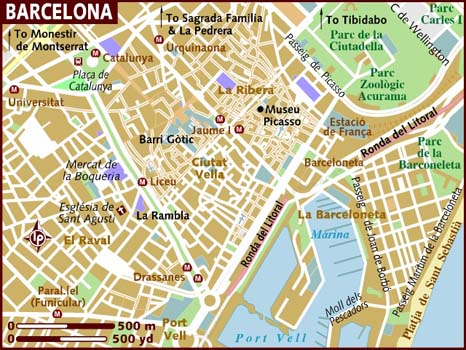 BARCELONA
To Monestir
de Montserrat
To Sagrada Família
& La Pedrera
To Tibidabo
C de Wellington
Parc
Carles I
Parc de la
Ciutadella
Passeig de Picasso
Urquinaona
Catalunya
Plaça de
Catalunya
Universitat
Parc
Zoològic
Acurama
La Ribera
Museu
Picasso
Jaume I
Estació
de França
Ronda del Litoral
Parc
de la
Barceloneta
Barrí Gòtic
Ciutat
Vella
Barceloneta
Mercat de
la Boqueria
Liceu
Església de
Sant Agustí
La Rambla
La Barceloneta
Marina
Passeig de Joan de Borbó
Passeig Marítim de la Barceloneta
Platja de Sant Sebastià
Ronda del Litoral
LP
El Raval
Drassanes
Paral.lel
(Funicular)
Moll dels
Pescadors
Port
Vell
Port Vell
0
500 m
0
500 yd
M
M
M
M
M
M
M
M